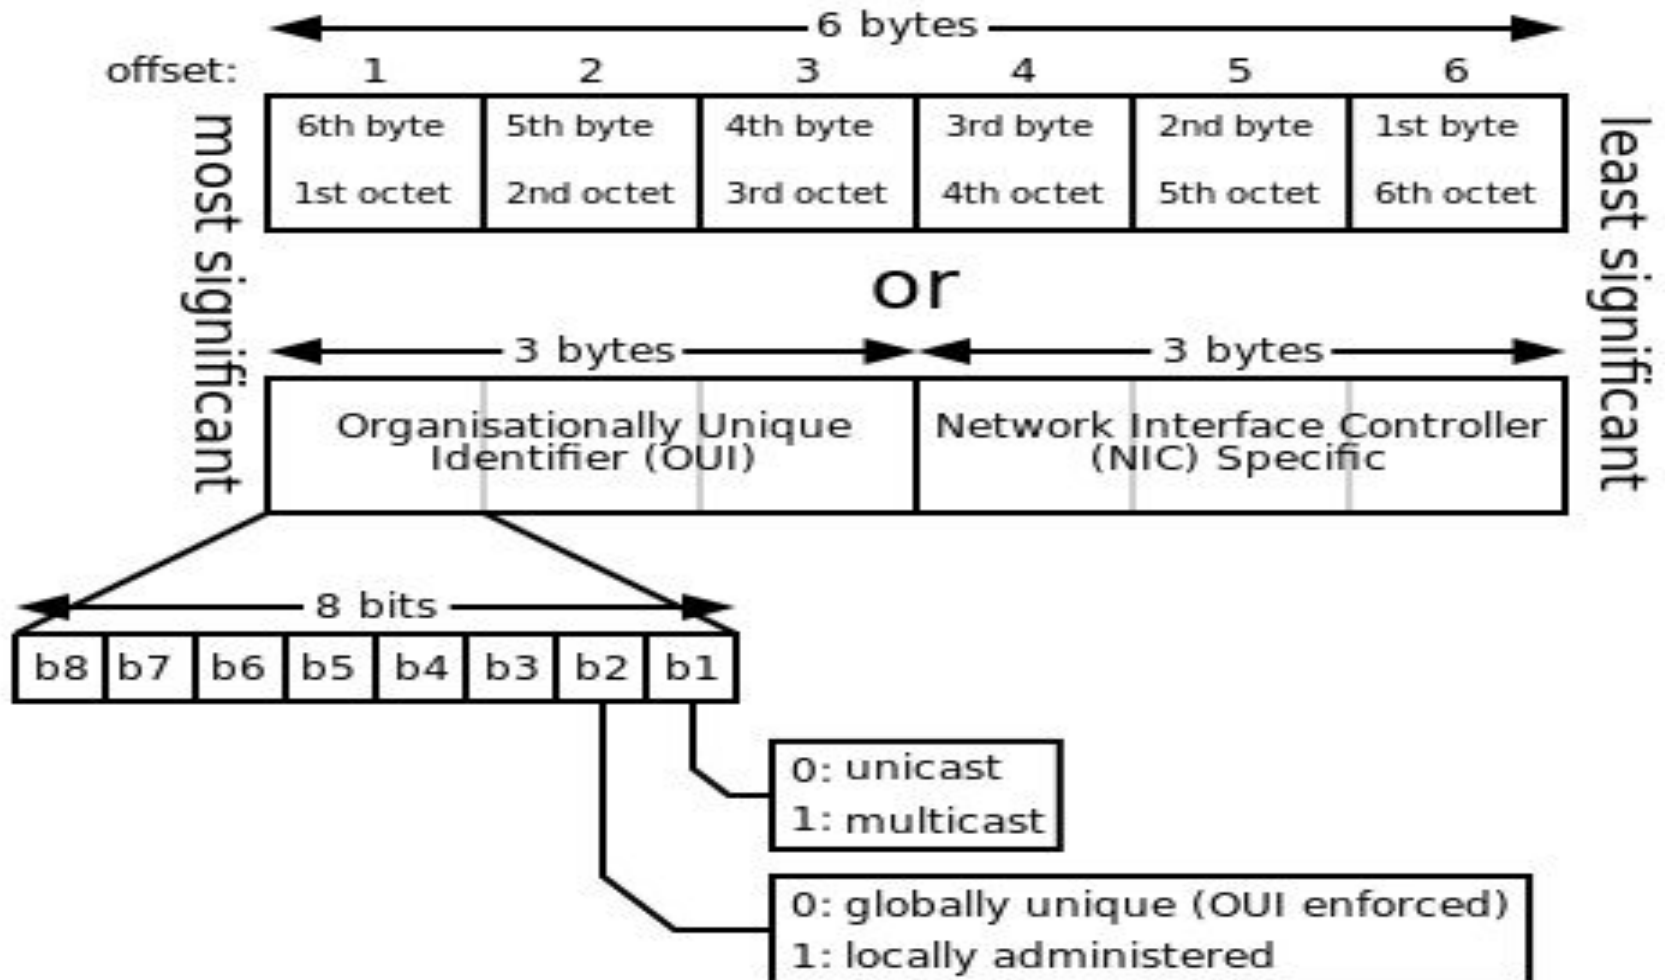 6 bytes
offset: 1 2 3 4 5 6
most significant
6th byte 5th byte 4th byte 3rd byte 2nd byte 1st byte
1st octet 2nd octet 3rd octet 4th octet 5th octet 6th octet
least significant
or
3 bytes 3 bytes
Organisationally Unique
Identifier (OUI)
Network Interface Controller
(NIC) Specific
8 bits
b8 b7 b6 b5 b4 b3 b2 b1
0: unicast
1: multicast
0: globally unique (OUI enforced)
1: locally administered